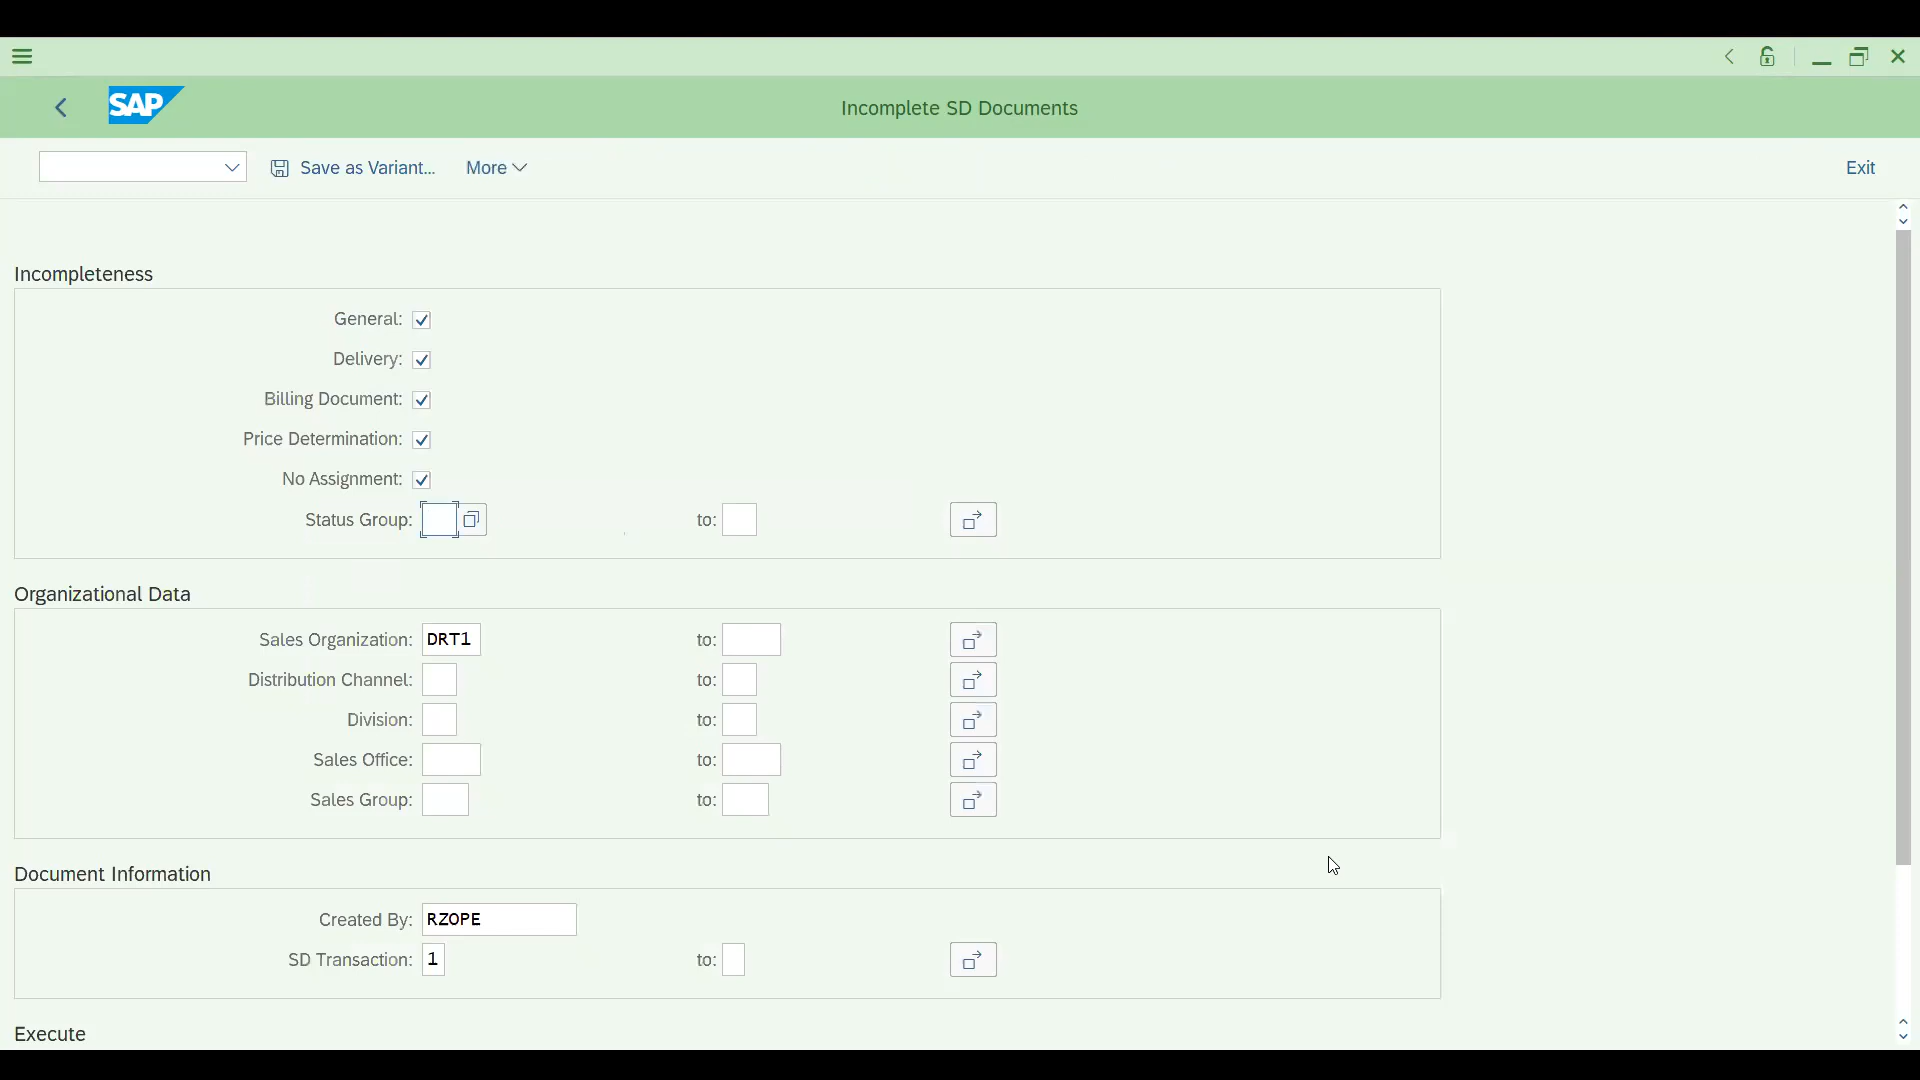 SAP
Incomplete SD Documents
Save as Variant... More Exit
Incompleteness
General:
Delivery:
Billing Document:
Price Determination:
No Assignment:
Status Group: to:
Organizational Data
Sales Organization: DRT1 to:
Distribution Channel: to:
Division: to:
Sales Office: to:
Sales Group: to:
Document Information
Created By: RZOPE
SD Transaction: 1 to:
Execute